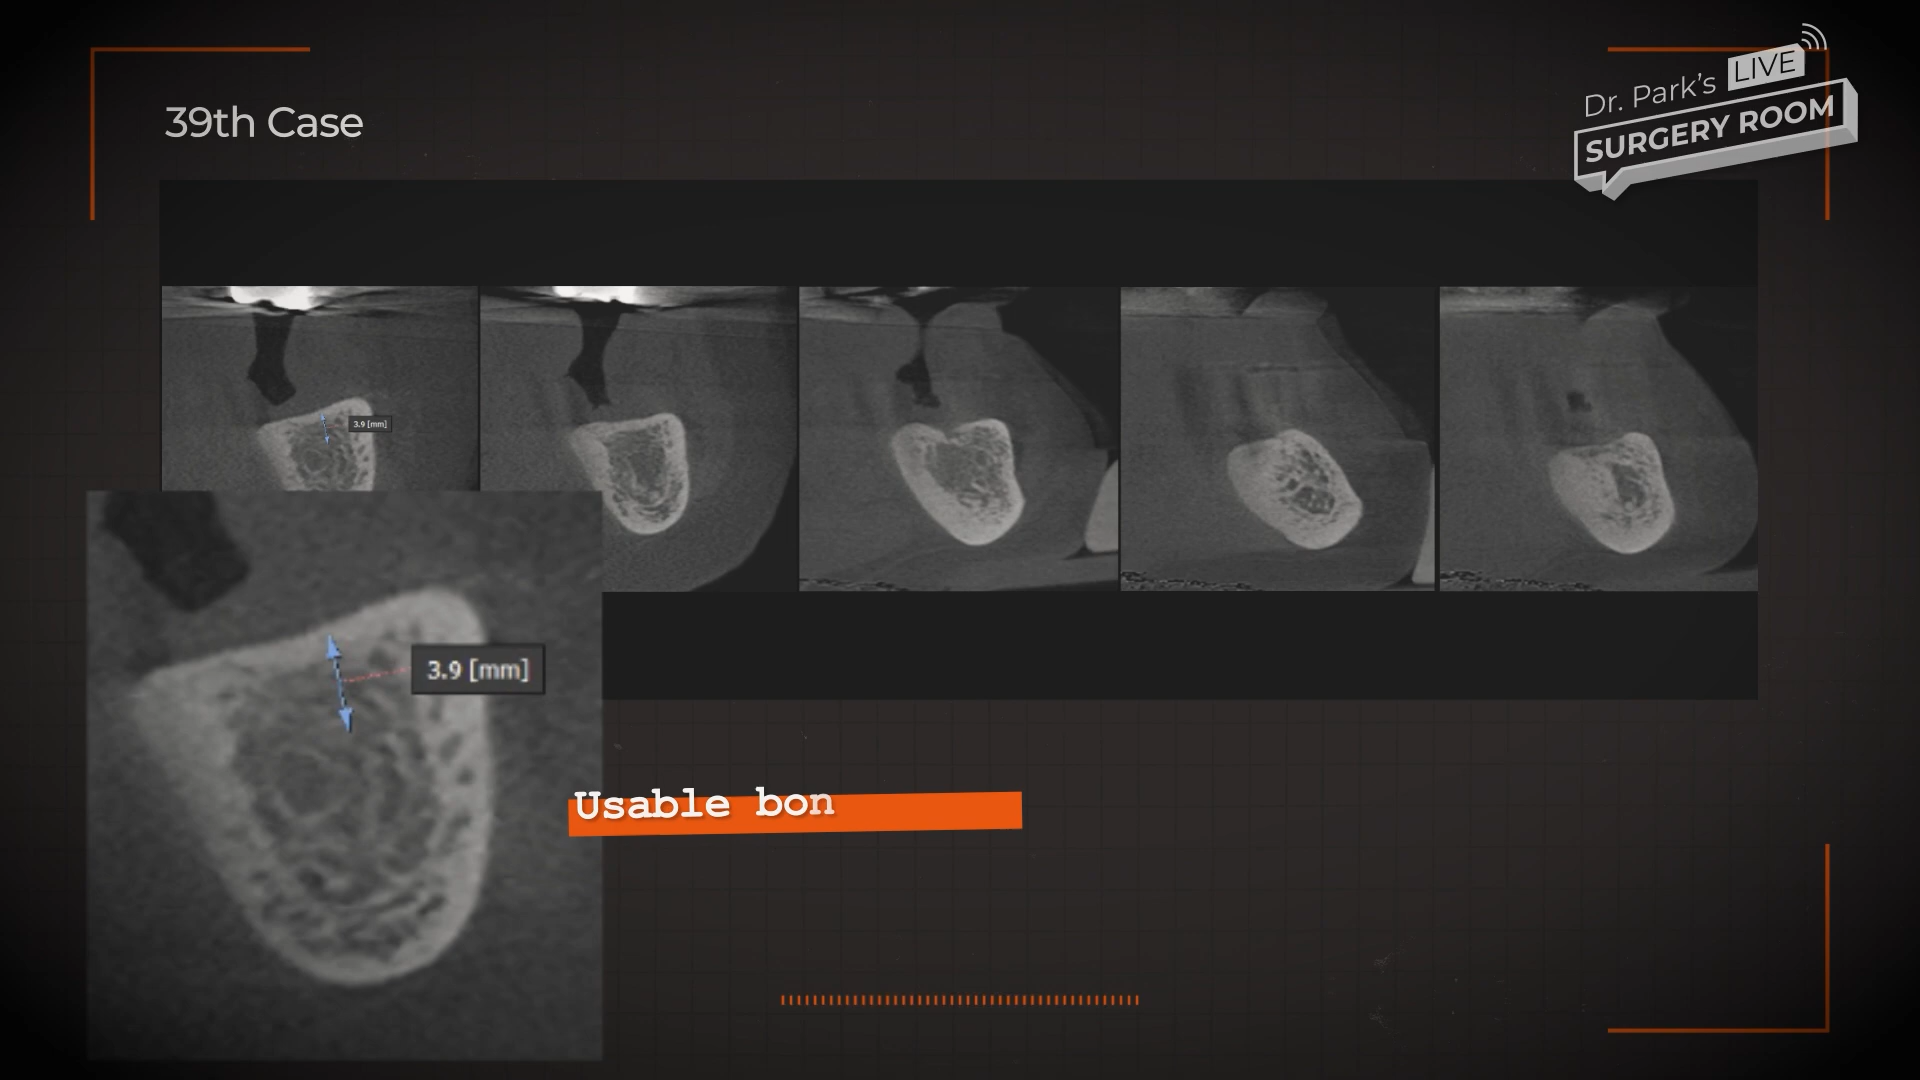 39th Case
Dr. Park's LIVE
SURGERY ROOM
3.9 [mm]
3.9 [mm]
Usable bon